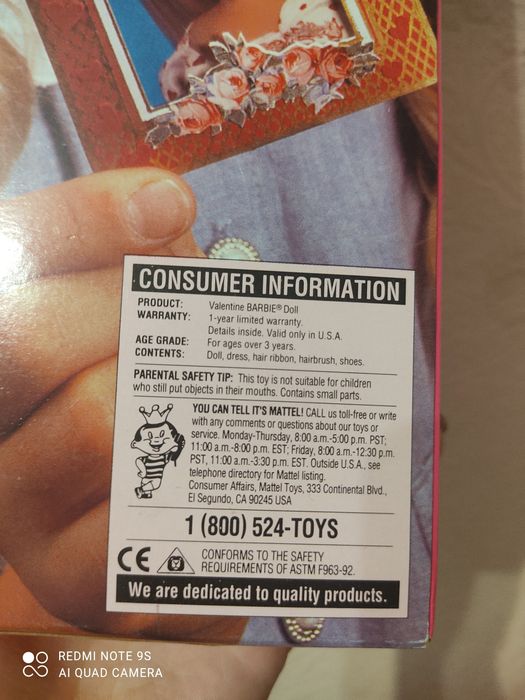 CONSUMER INFORMATION
PRODUCT: Valentine BARBIE® Doll
WARRANTY: 1-year limited warranty.
Details inside. Valid only in U.S.A.
AGE GRADE: For ages over 3 years.
CONTENTS: Doll, dress, hair ribbon, hairbrush, shoes.
PARENTAL SAFETY TIP: This toy is not suitable for children
who still put objects in their mouths. Contains small parts.
YOU CAN TELL IT'S MATTEL! CALL us toll-free or write
with any comments or questions about our toys or
service. Monday-Thursday, 8:00 a.m.-5:00 p.m. PST;
11:00 a.m.-8:00 p.m. EST; Friday, 8:00 a.m.-12:30 p.m.
PST, 11:00 a.m.-3:30 p.m. EST. Outside U.S.A., see
telephone directory for Mattel listing.
Consumer Affairs, Mattel Toys, 333 Continental Blvd.,
El Segundo, CA 90245 USA
1 (800) 524-TOYS
CE
CONFORMS TO THE SAFETY
REQUIREMENTS OF ASTM F963-92.
We are dedicated to quality products.
REDMI NOTE 9S
AI QUAD CAMERA